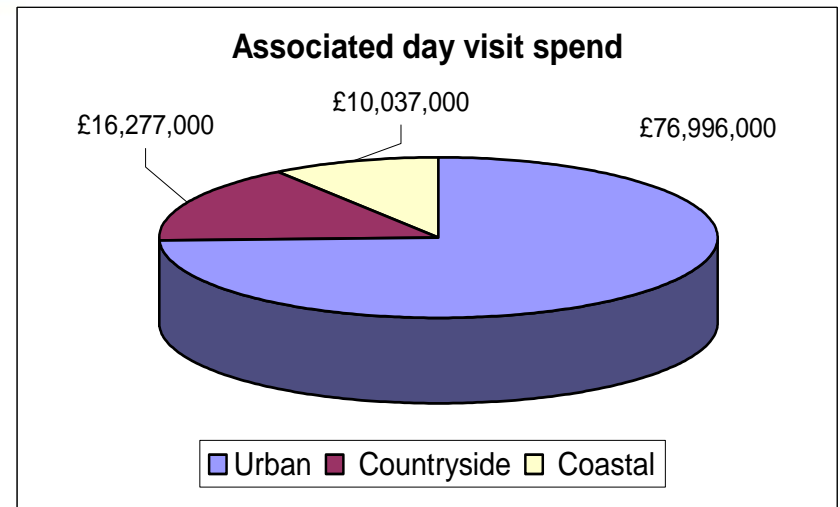 Associated day visit spend
£10,037,000
£16,277,000
£76,996,000
Urban Countryside Coastal